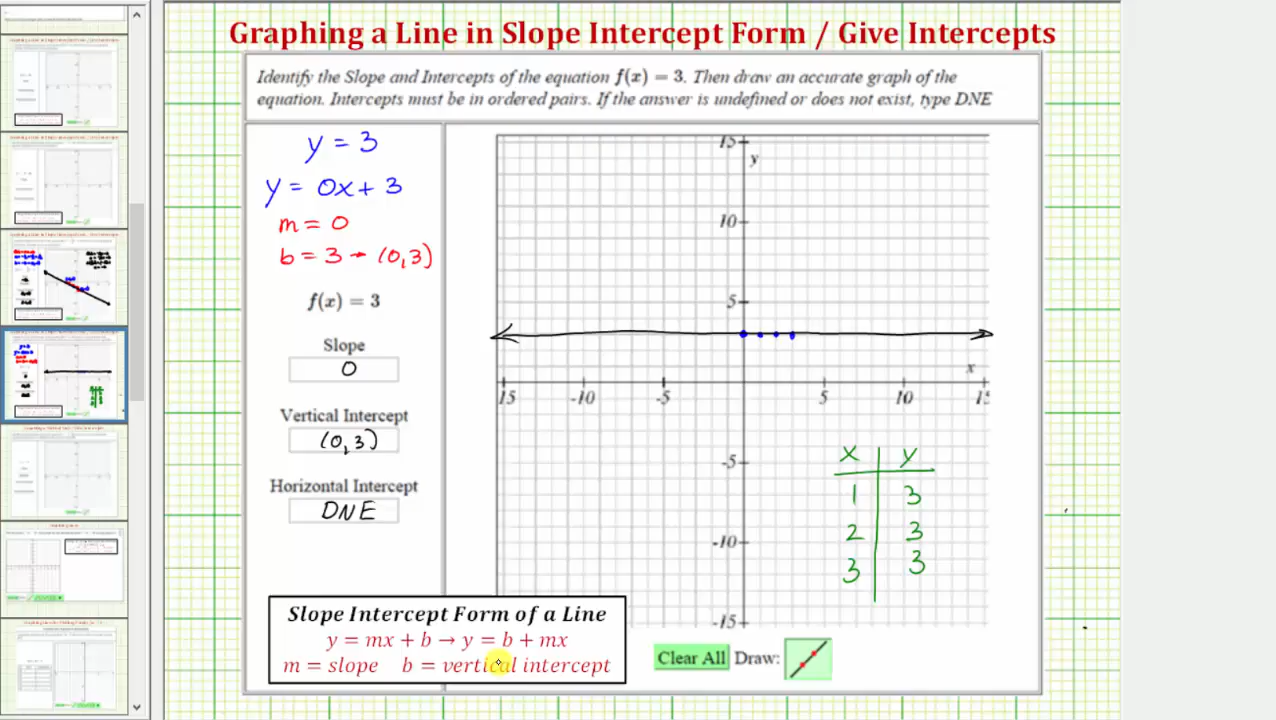 Graphing a Line in Slope Intercept Form / Give Intercepts
Identify the Slope and Intercepts of the equation f(x) = 3. Then draw an accurate graph of the
equation. Intercepts must be in ordered pairs. If the answer is undefined or does not exist, type DNE
y = 3
y = 0x + 3
m = 0
b = 3 → (0,3)
f(x) = 3
Slope
0
Vertical Intercept
(0,3)
Horizontal Intercept
DNE
15
y
10
5
x
15 -10 -5 5 10 15
-5
-10
-15
x y
1 3
2 3
3 3
Slope Intercept Form of a Line
y = mx + b → y = b + mx
m = slope b = vertical intercept
Clear All Draw: